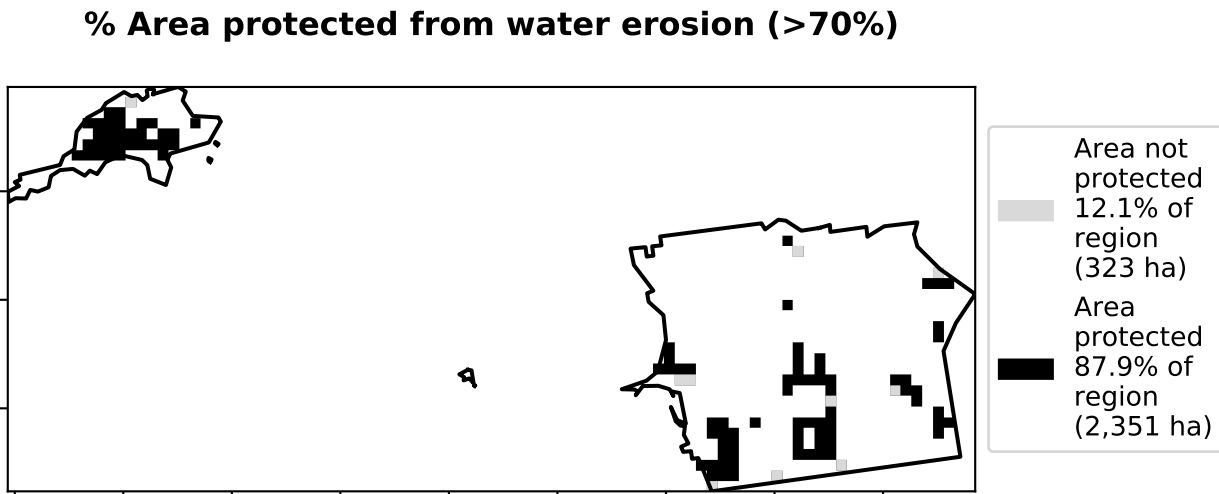 % Area protected from water erosion (>70%)
Area not
protected
12.1% of
region
(323 ha)
Area
protected
87.9% of
region
(2,351 ha)